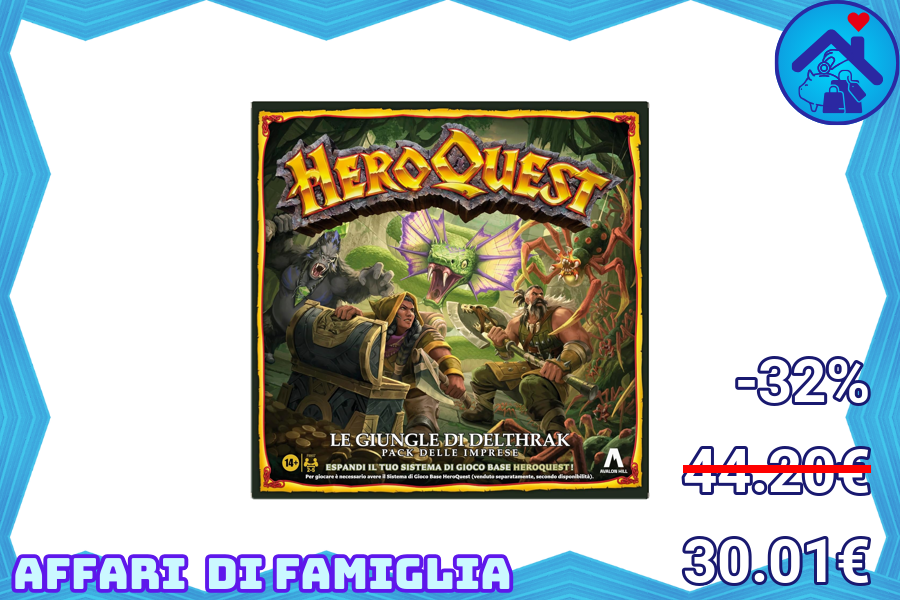 HEROQUEST
LE GIUNGLE DI DELTHRAK
PACK DELLE IMPRESE
14+
2-5
AVALON HILL
ESPANDI IL TUO SISTEMA DI GIOCO BASE HEROQUEST!
Per giocare è necessario avere il Sistema di Gioco Base HeroQuest (venduto separatamente, secondo disponibilità).
-32%
44.20€
30.01€
AFFARI DI FAMIGLIA